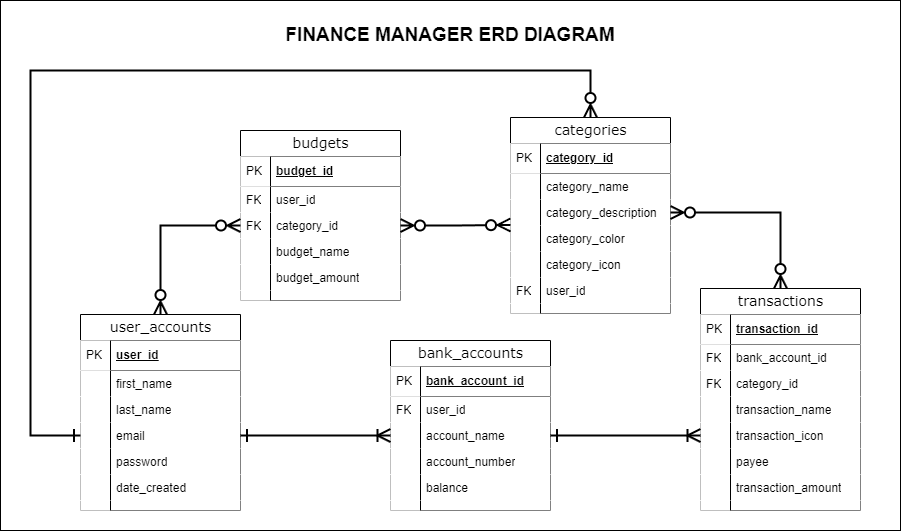 FINANCE MANAGER ERD DIAGRAM
budgets
PK budget_id
FK user_id
FK category_id
budget_name
budget_amount
categories
PK category_id
category_name
category_description
category_color
category_icon
FK user_id
user_accounts
PK user_id
first_name
last_name
email
password
date_created
bank_accounts
PK bank_account_id
FK user_id
account_name
account_number
balance
transactions
PK transaction_id
FK bank_account_id
FK category_id
transaction_name
transaction_icon
payee
transaction_amount